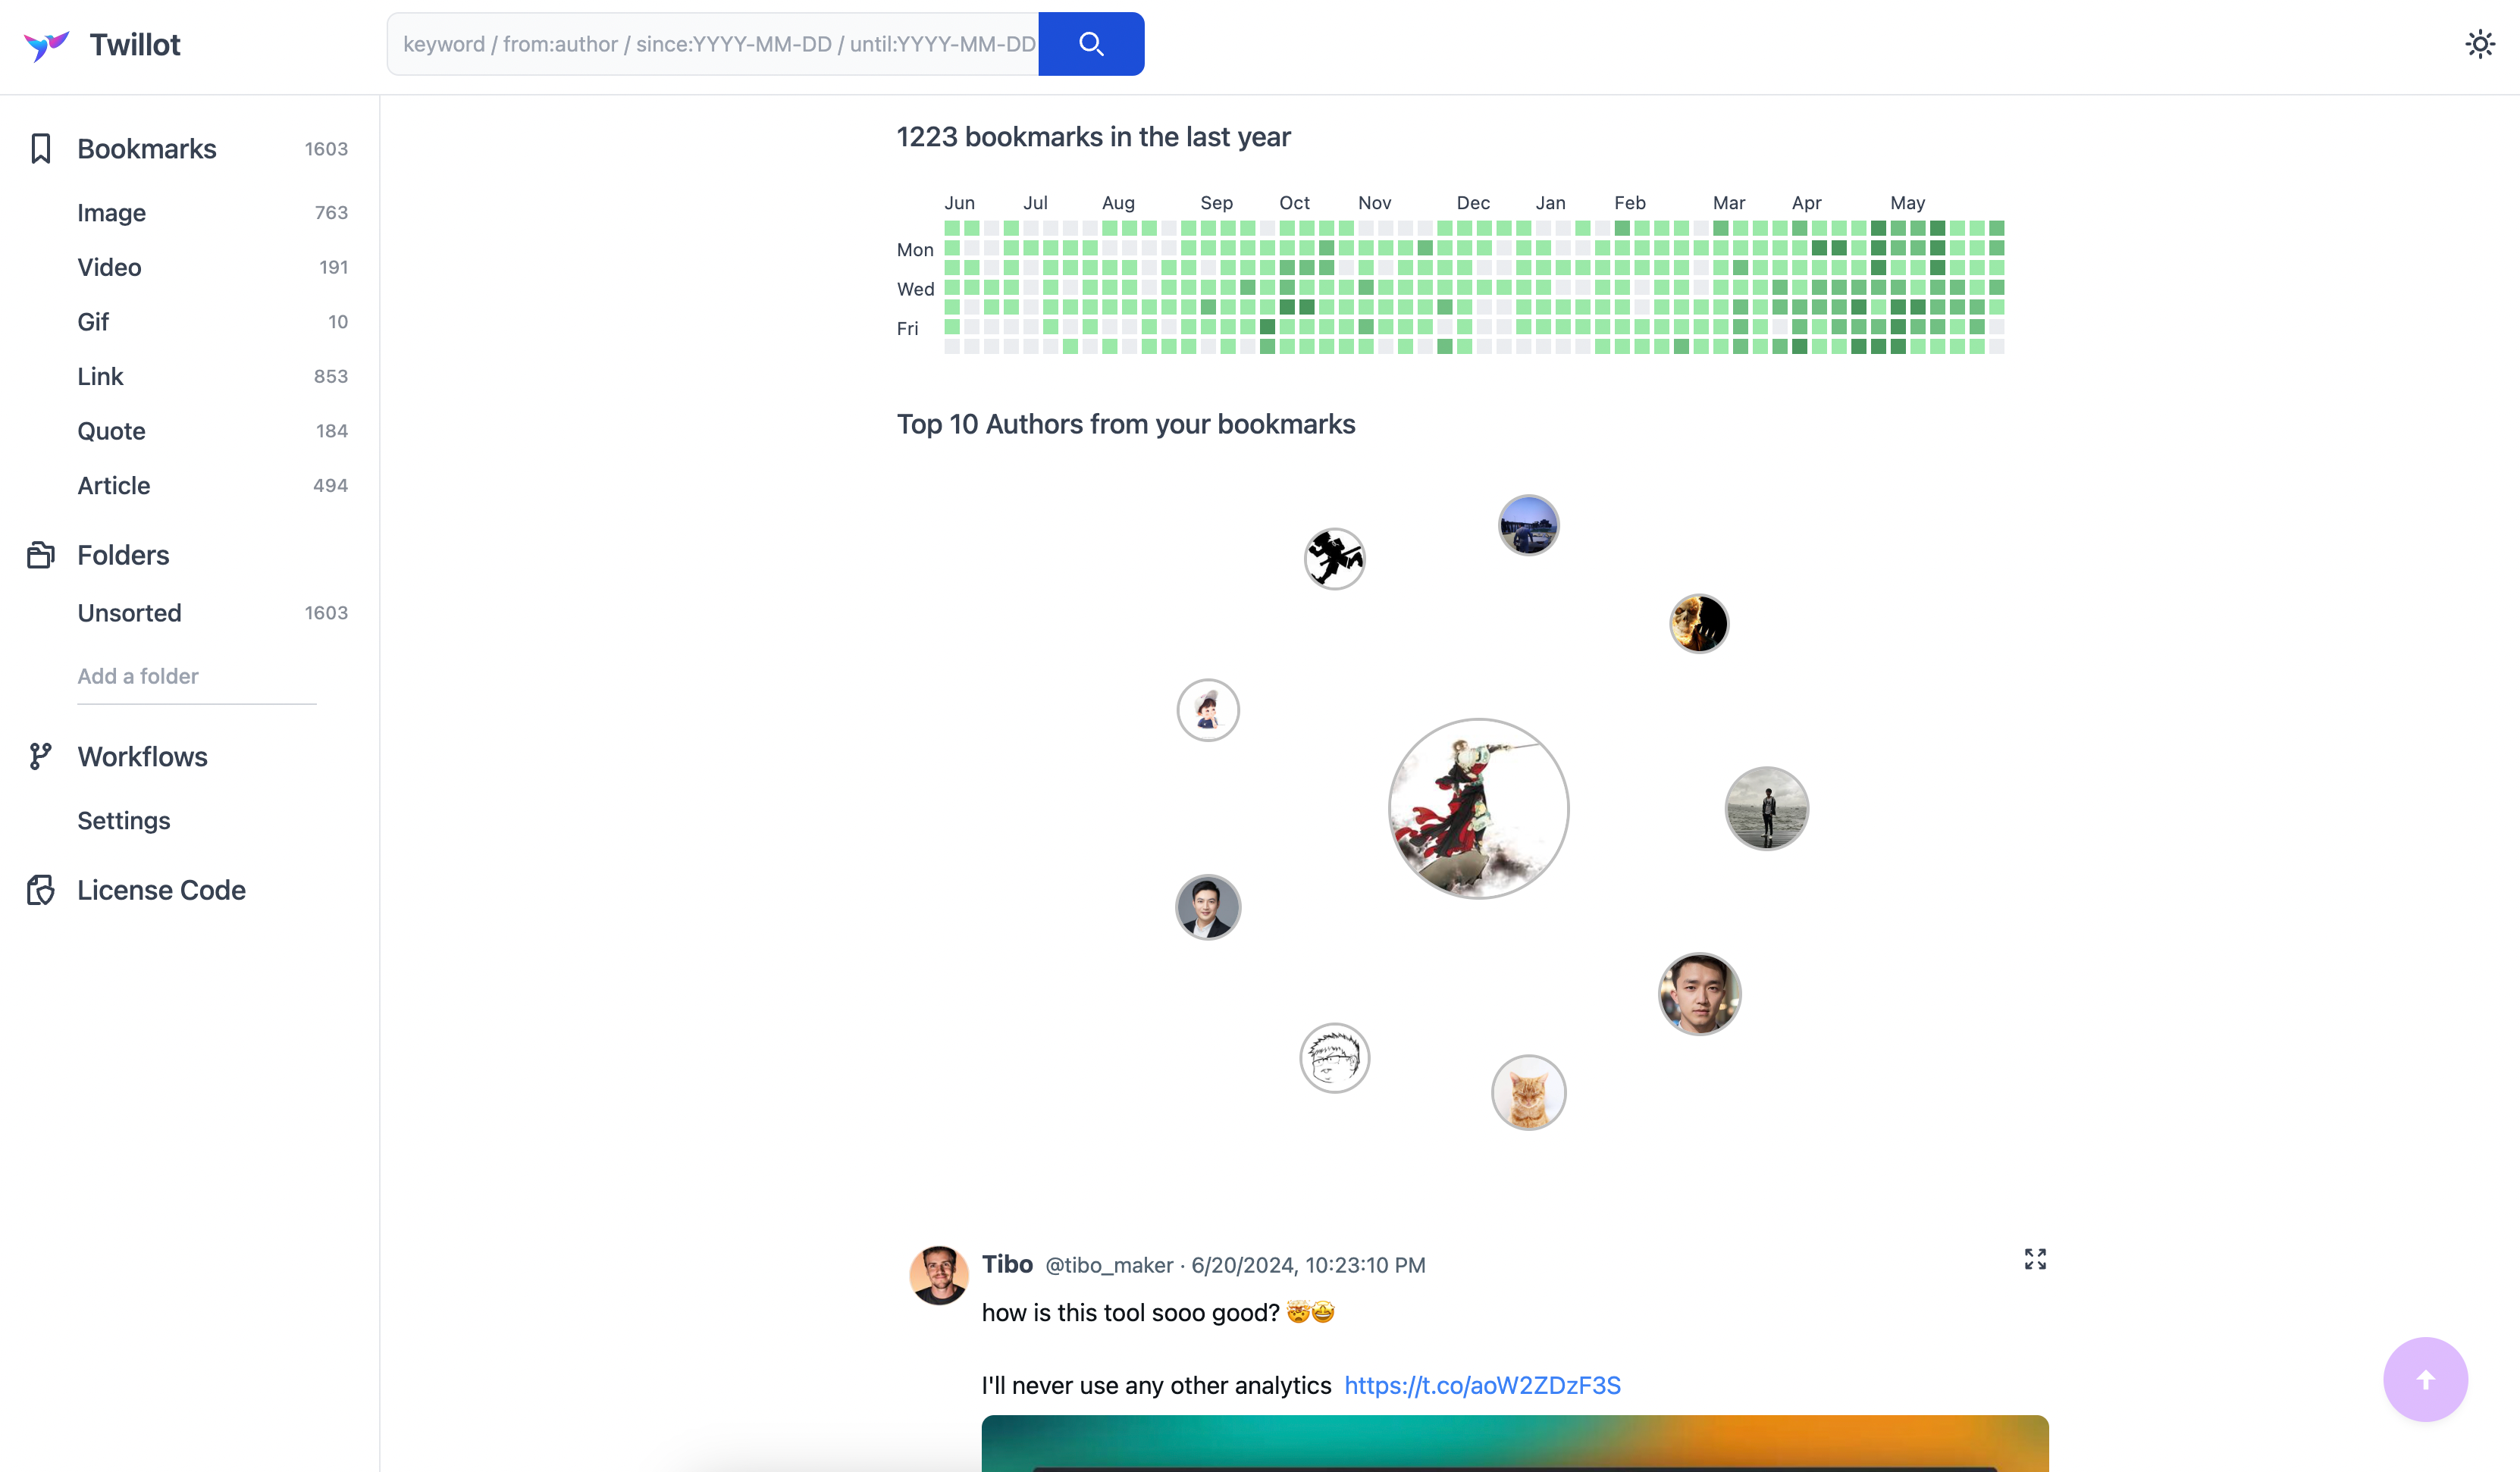 Twillot
keyword / from:author / since:YYYY-MM-DD / until:YYYY-MM-DD
Bookmarks 1603
Image 763
Video 191
Gif 10
Link 853
Quote 184
Article 494
Folders
Unsorted 1603
Add a folder
Workflows
Settings
License Code
1223 bookmarks in the last year
Jun Jul Aug Sep Oct Nov Dec Jan Feb Mar Apr May
Mon
Wed
Fri
Top 10 Authors from your bookmarks
Tibo @tibo_maker · 6/20/2024, 10:23:10 PM
how is this tool sooo good? 🤯🤩
I'll never use any other analytics https://t.co/aoW2ZDzF3S